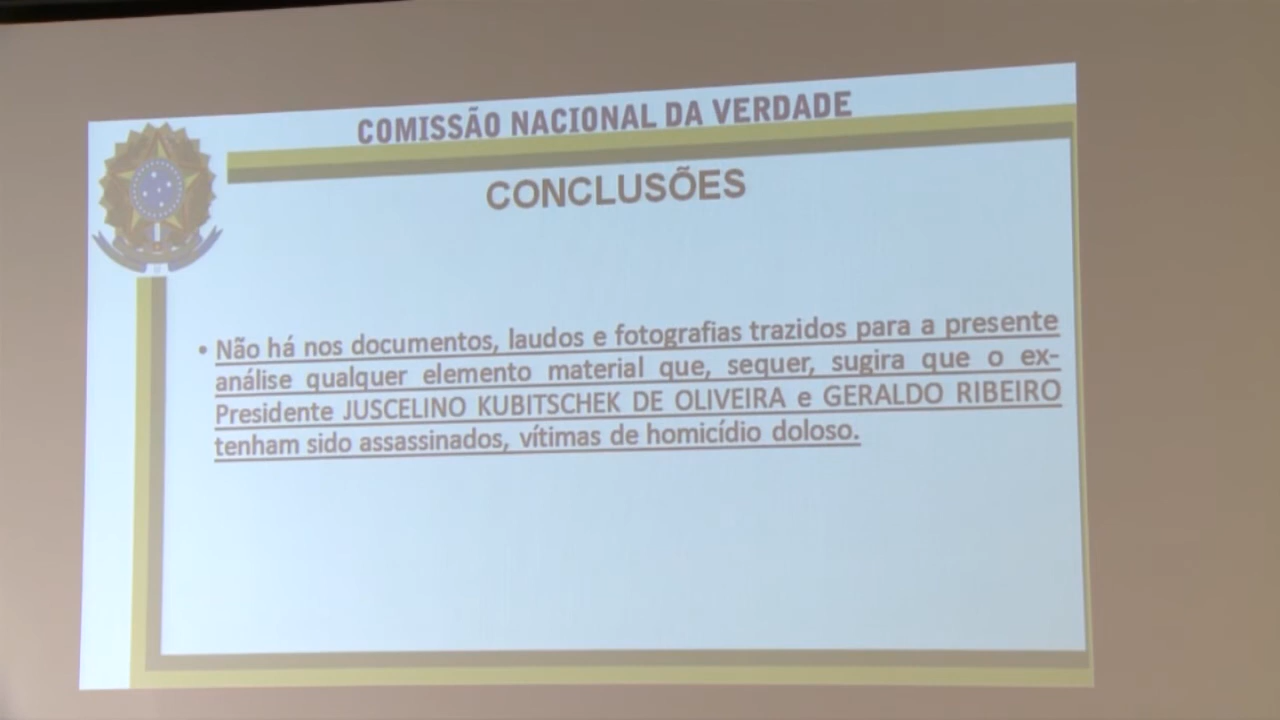 COMISSÃO NACIONAL DA VERDADE
CONCLUSÕES
• Não há nos documentos, laudos e fotografias trazidos para a presente
análise qualquer elemento material que, sequer, sugira que o ex-
Presidente JUSCELINO KUBITSCHEK DE OLIVEIRA e GERALDO RIBEIRO
tenham sido assassinados, vítimas de homicídio doloso.